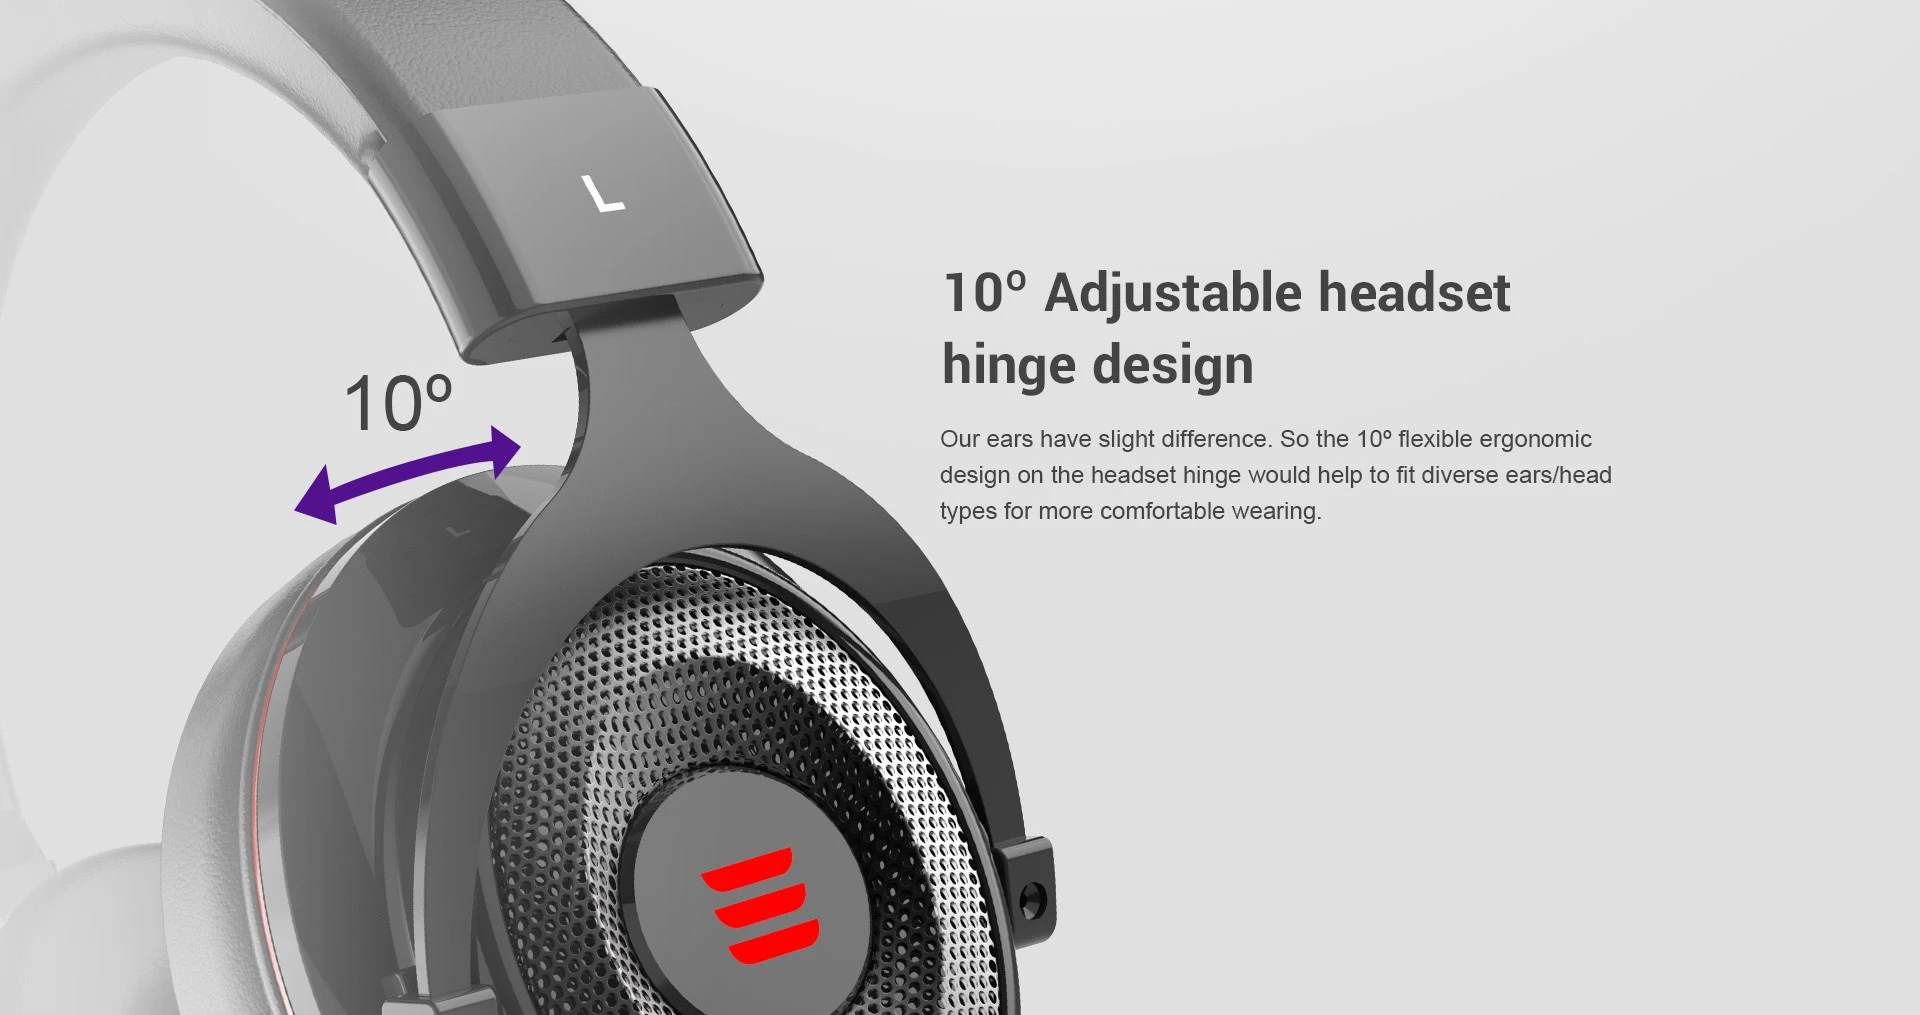 L
10º
L
10º Adjustable headset
hinge design
Our ears have slight difference. So the 10º flexible ergonomic
design on the headset hinge would help to fit diverse ears/head
types for more comfortable wearing.